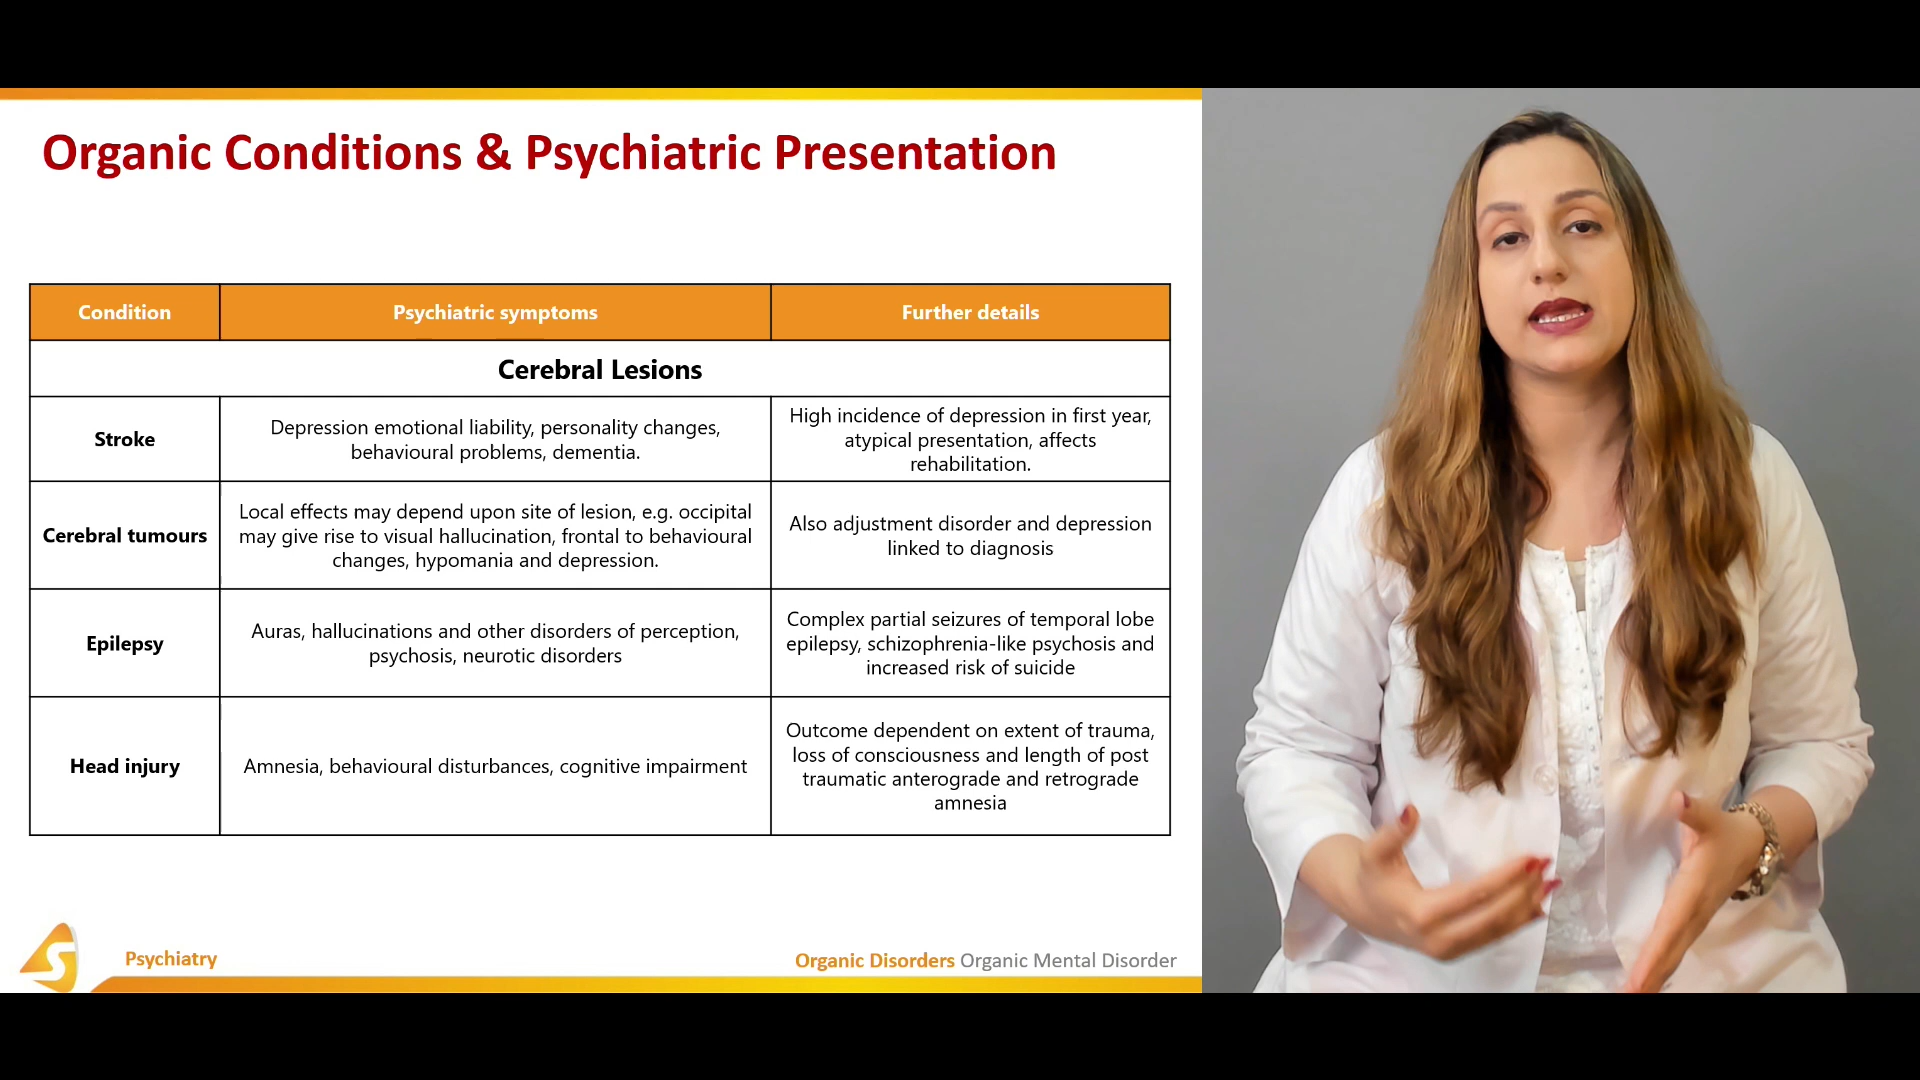 Organic Conditions & Psychiatric Presentation
Condition
Psychiatric symptoms
Further details
Cerebral Lesions
Stroke
Depression emotional liability, personality changes,
behavioural problems, dementia.
High incidence of depression in first year,
atypical presentation, affects
rehabilitation.
Cerebral tumours
Local effects may depend upon site of lesion, e.g. occipital
may give rise to visual hallucination, frontal to behavioural
changes, hypomania and depression.
Also adjustment disorder and depression
linked to diagnosis
Epilepsy
Auras, hallucinations and other disorders of perception,
psychosis, neurotic disorders
Complex partial seizures of temporal lobe
epilepsy, schizophrenia-like psychosis and
increased risk of suicide
Head injury
Amnesia, behavioural disturbances, cognitive impairment
Outcome dependent on extent of trauma,
loss of consciousness and length of post
traumatic anterograde and retrograde
amnesia
S
Psychiatry
Organic Disorders Organic Mental Disorder